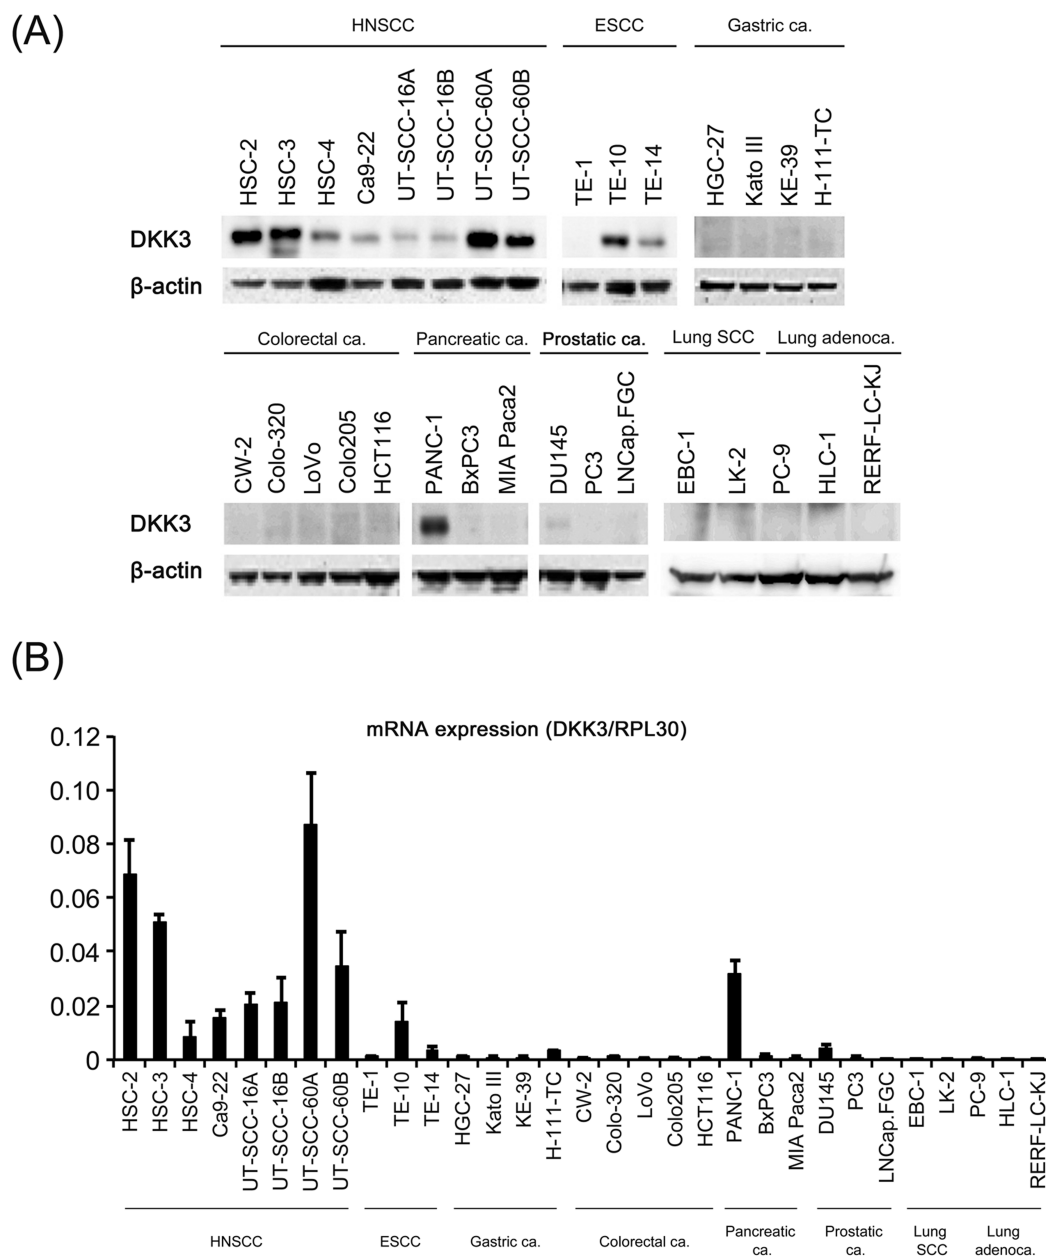 (A)
HNSCC ESCC Gastric ca.
HSC-2 HSC-3 HSC-4 Ca9-22 UT-SCC-16A UT-SCC-16B UT-SCC-60A UT-SCC-60B TE-1 TE-10 TE-14 HGC-27 Kato III KE-39 H-111-TC
DKK3
β-actin
Colorectal ca. Pancreatic ca. Prostatic ca. Lung SCC Lung adenoca.
CW-2 Colo-320 LoVo Colo205 HCT116 PANC-1 BxPC3 MIA Paca2 DU145 PC3 LNCap.FGC EBC-1 LK-2 PC-9 HLC-1 RERF-LC-KJ
DKK3
β-actin
(B)
mRNA expression (DKK3/RPL30)
0.12
0.10
0.08
0.06
0.04
0.02
0
HSC-2 HSC-3 HSC-4 Ca9-22 UT-SCC-16A UT-SCC-16B UT-SCC-60A UT-SCC-60B TE-1 TE-10 TE-14 HGC-27 Kato III KE-39 H-111-TC CW-2 Colo-320 LoVo Colo205 HCT116 PANC-1 BxPC3 MIA Paca2 DU145 PC3 LNCap.FGC EBC-1 LK-2 PC-9 HLC-1 RERF-LC-KJ
HNSCC ESCC Gastric ca. Colorectal ca. Pancreatic ca. Prostatic ca. Lung SCC Lung adenoca.